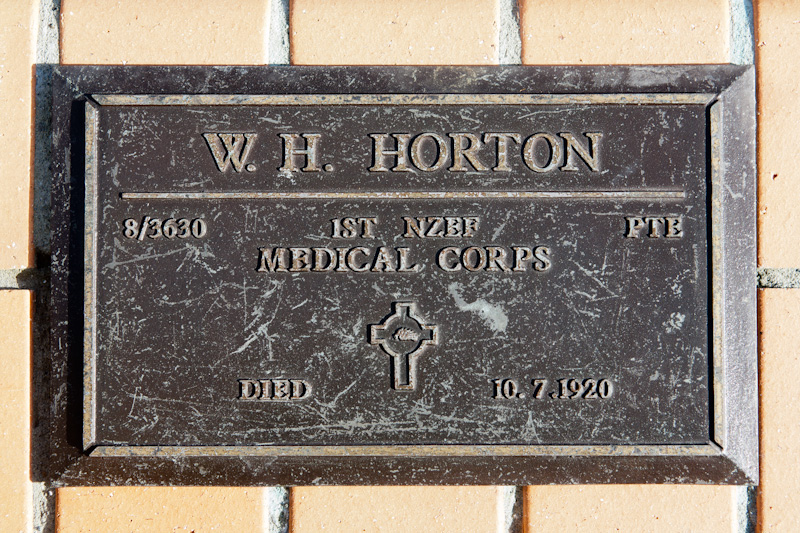 W. H. HORTON
8/3630 1ST NZEF PTE
MEDICAL CORPS
DIED 10. 7. 1920